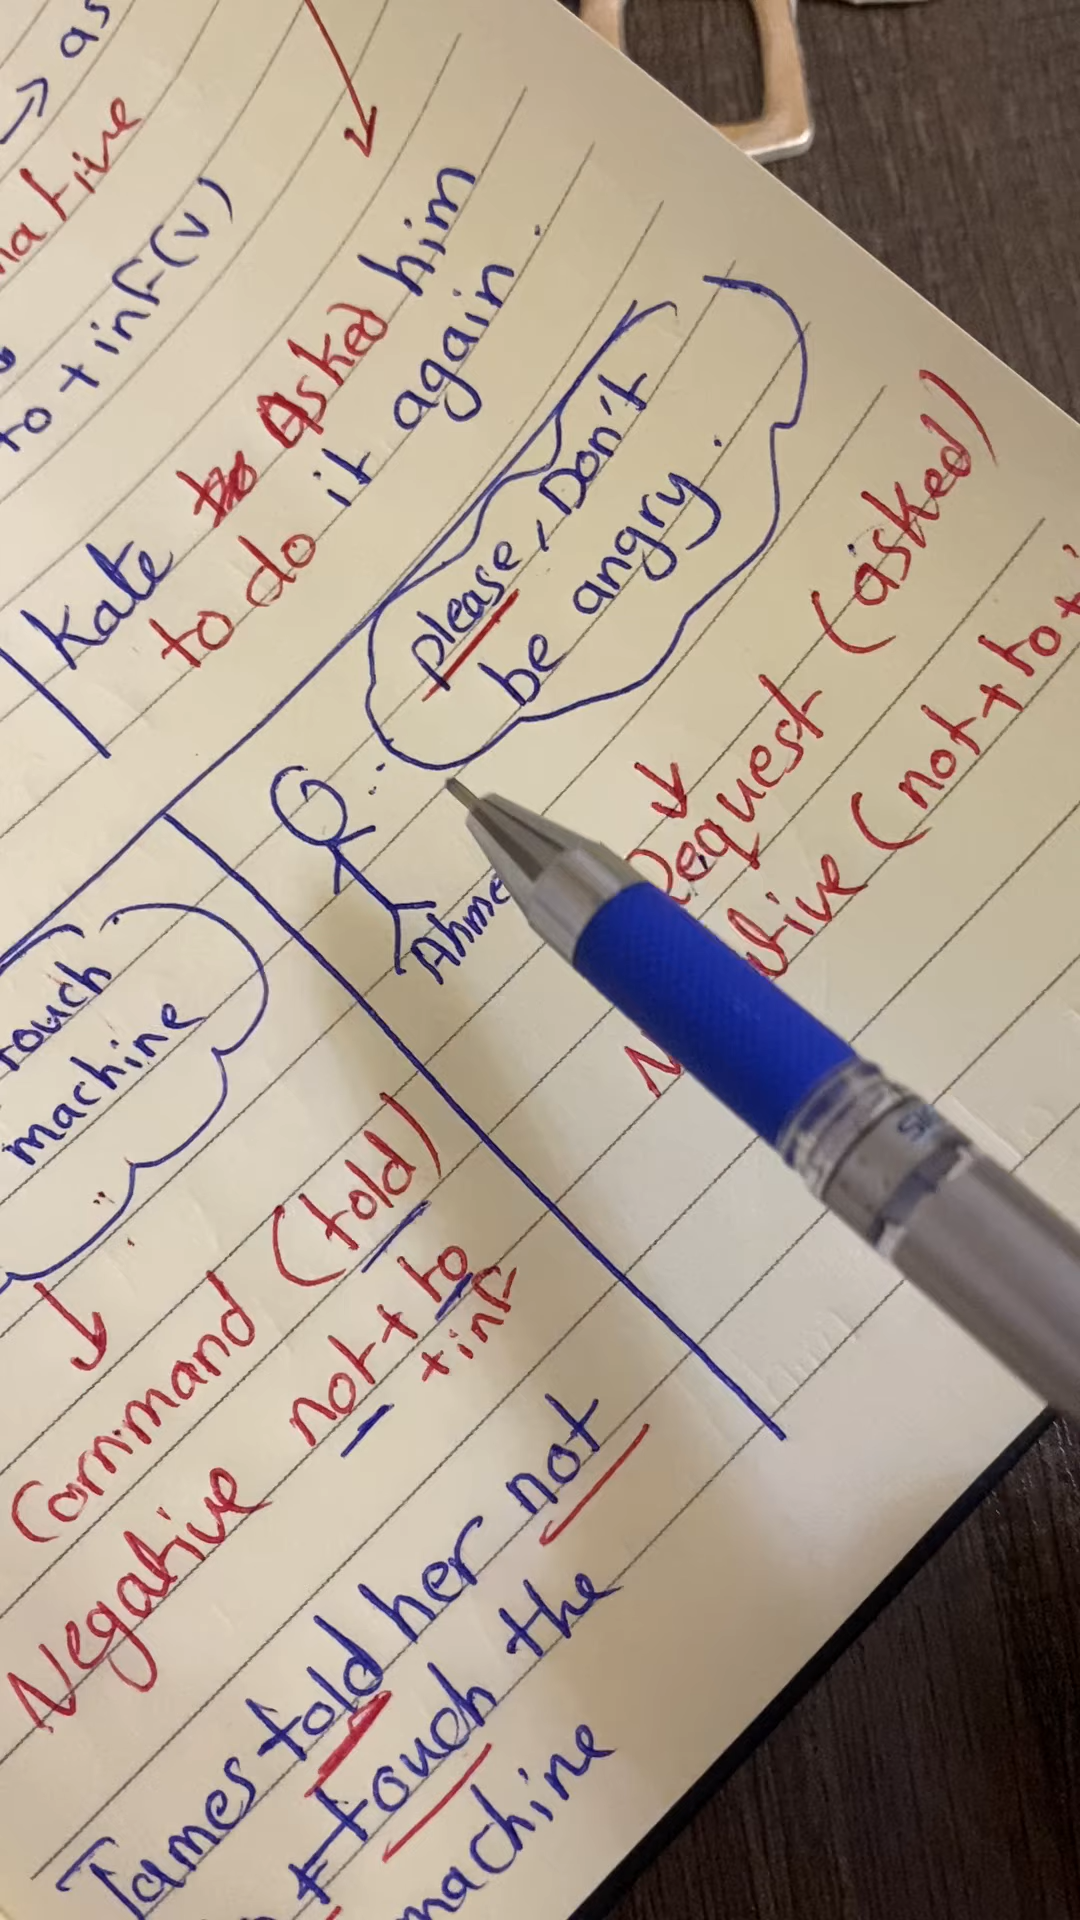 → as
to + inf(v)
Kate Asked him
to do it again.
please, Don't
be angry.
Ahme
Request (asked)
(not + to +
touch
machine
Command (told)
Negative not + to
+ inf
James told her not
touch the
machine